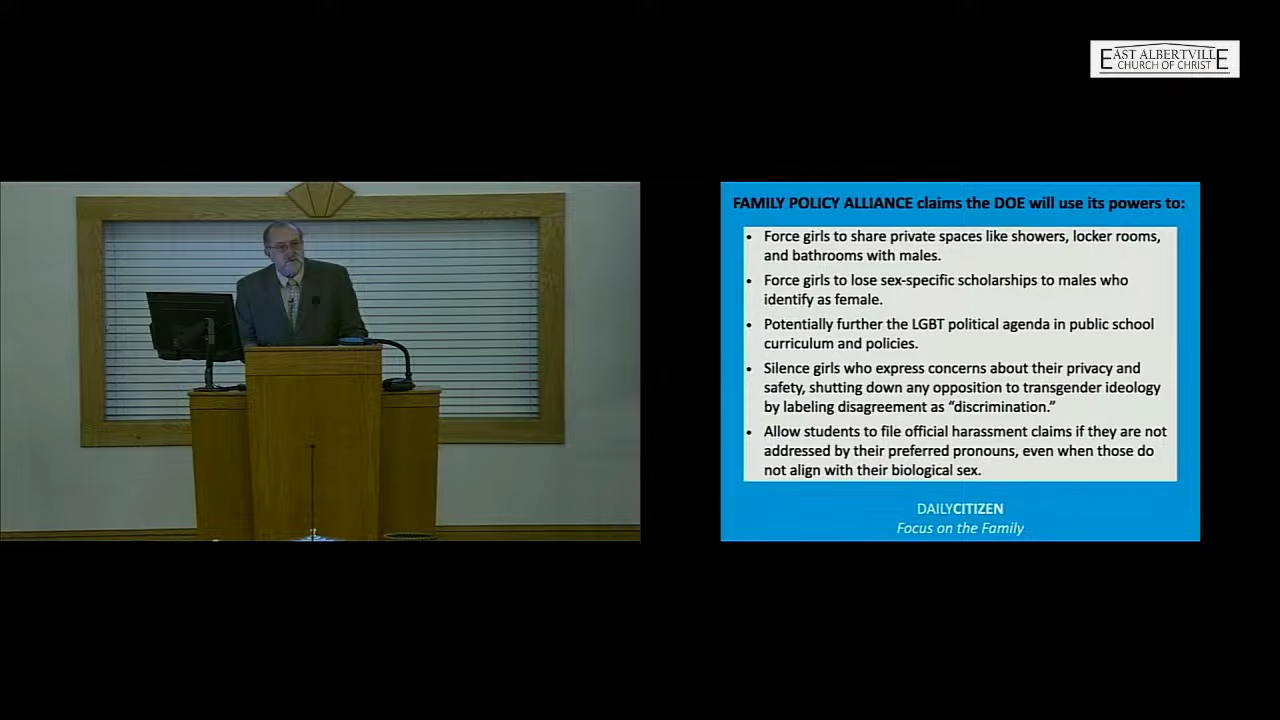 EAST ALBERTVILLE
CHURCH OF CHRIST
FAMILY POLICY ALLIANCE claims the DOE will use its powers to:
• Force girls to share private spaces like showers, locker rooms,
and bathrooms with males.
• Force girls to lose sex-specific scholarships to males who
identify as female.
• Potentially further the LGBT political agenda in public school
curriculum and policies.
• Silence girls who express concerns about their privacy and
safety, shutting down any opposition to transgender ideology
by labeling disagreement as “discrimination.”
• Allow students to file official harassment claims if they are not
addressed by their preferred pronouns, even when those do
not align with their biological sex.
DAILYCITIZEN
Focus on the Family